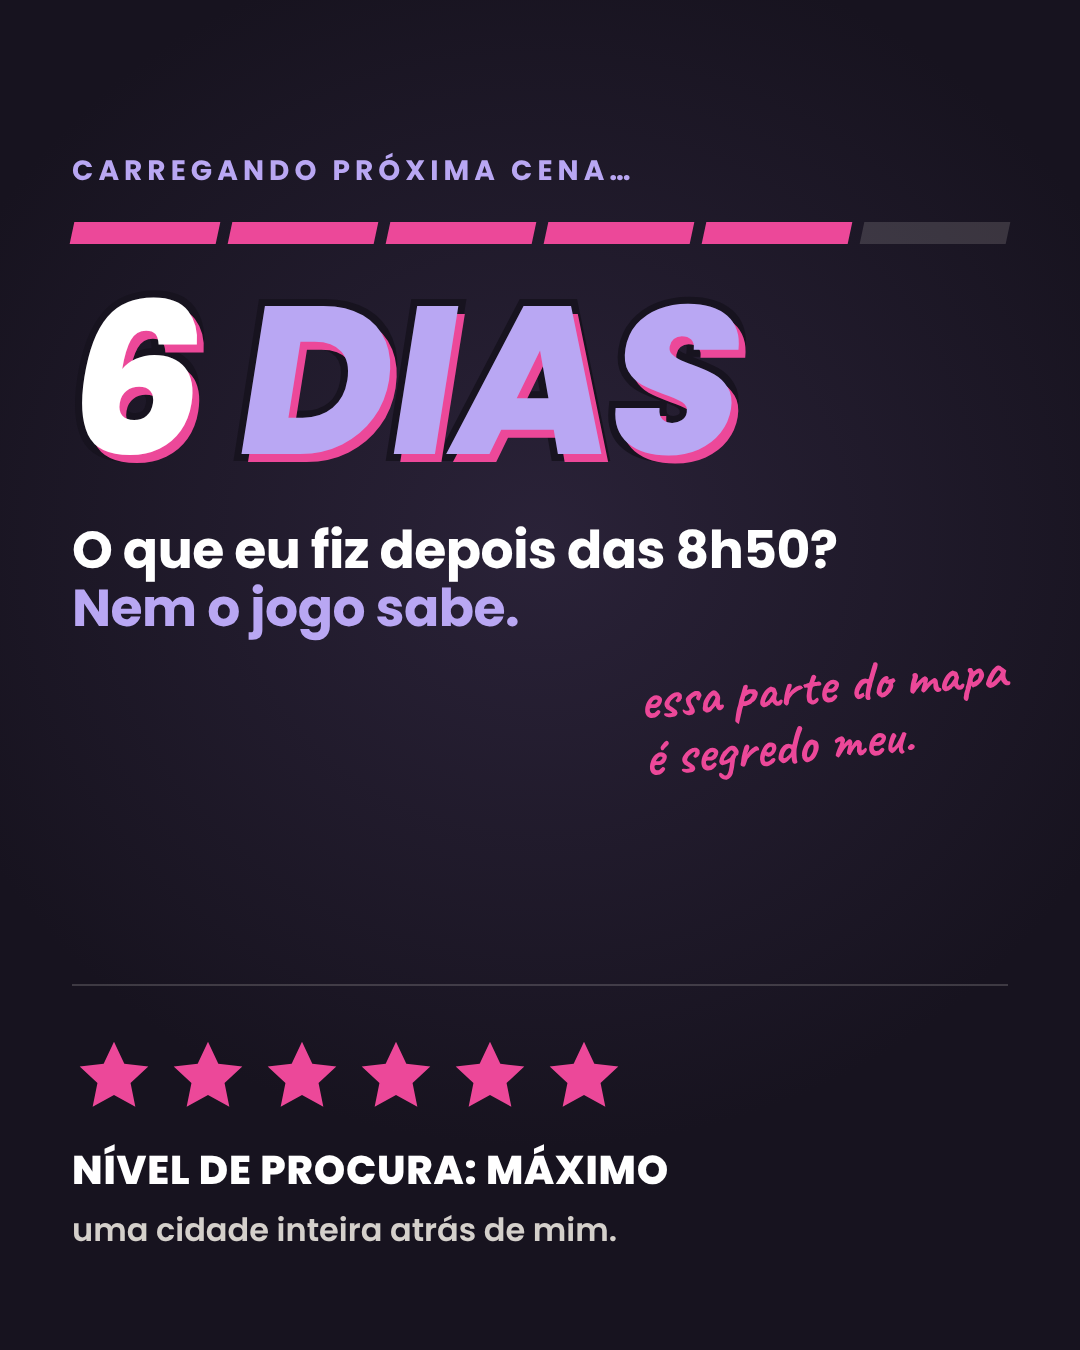 CARREGANDO PRÓXIMA CENA…
6 DIAS
O que eu fiz depois das 8h50?
Nem o jogo sabe.
essa parte do mapa
é segredo meu.
NÍVEL DE PROCURA: MÁXIMO
uma cidade inteira atrás de mim.